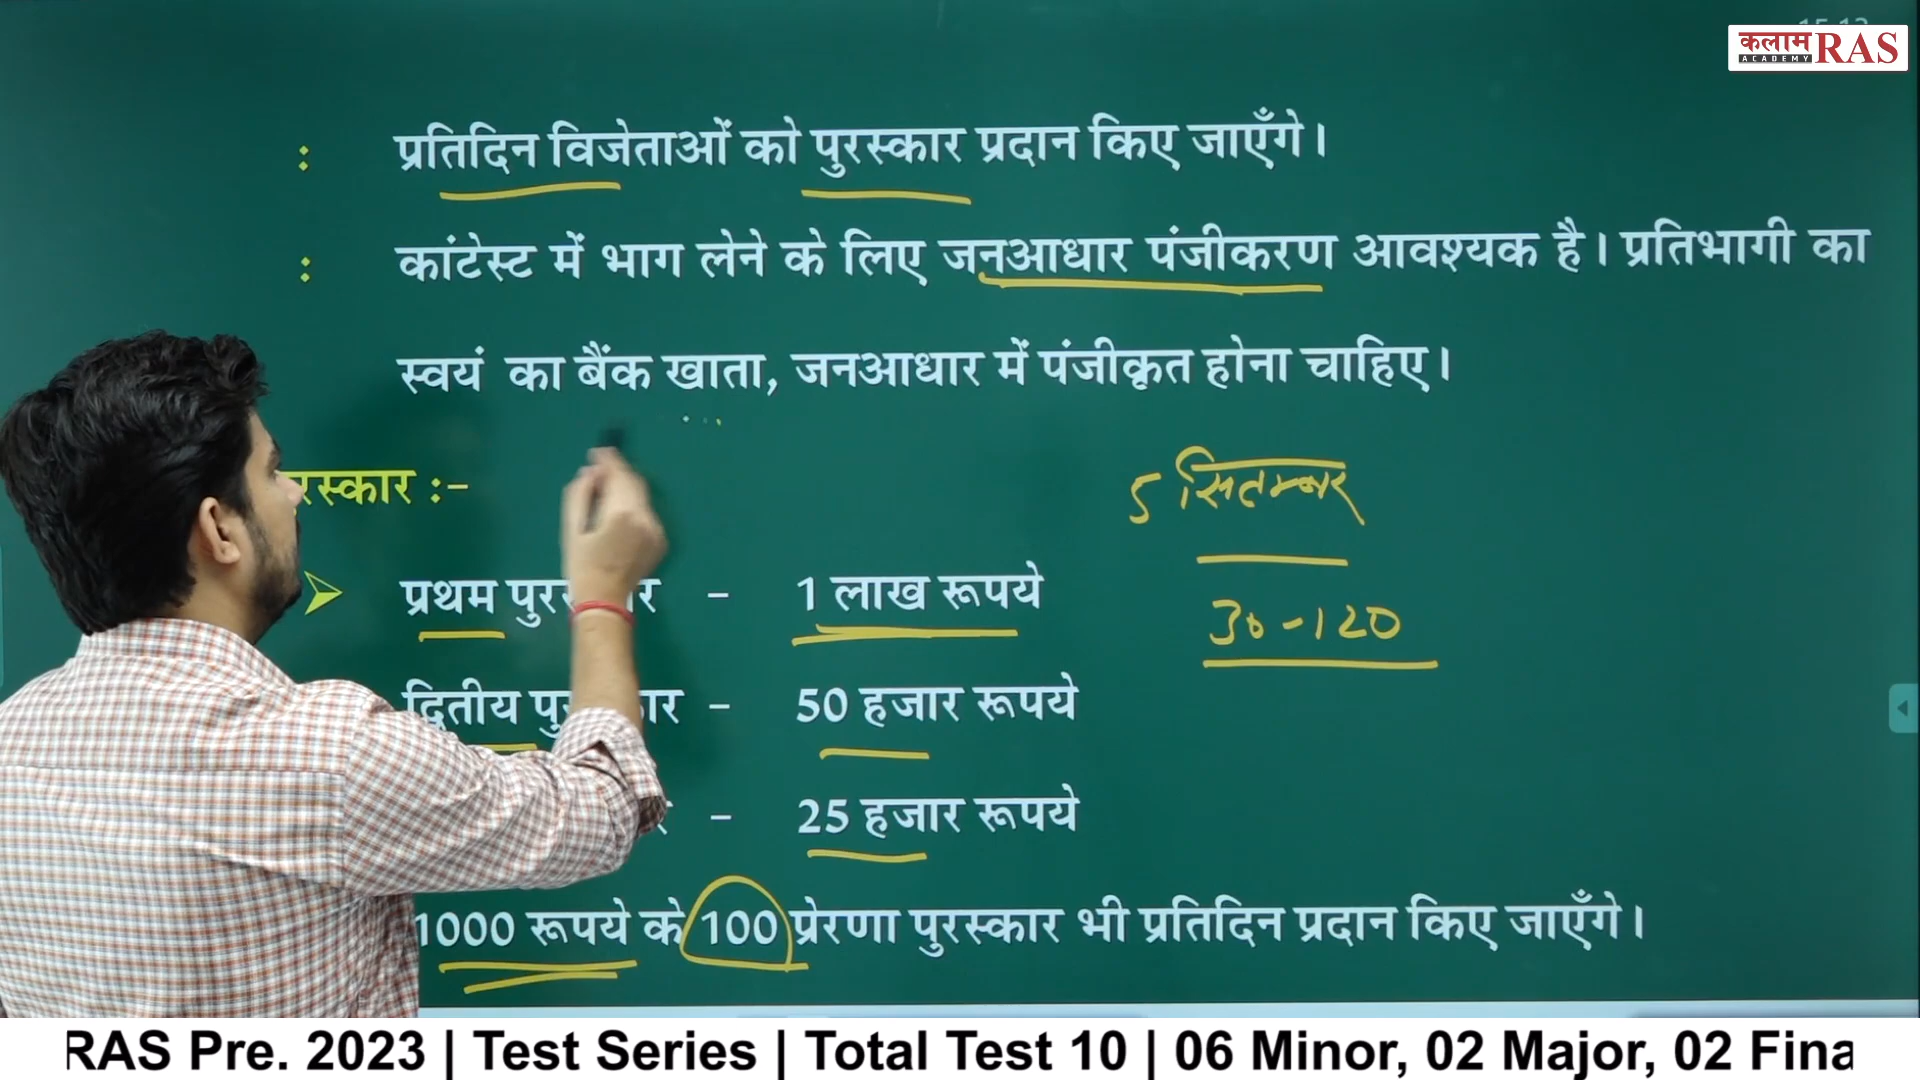 कलाम RAS
ACADEMY
: प्रतिदिन विजेताओं को पुरस्कार प्रदान किए जाएँगे।
: कांटेस्ट में भाग लेने के लिए जनआधार पंजीकरण आवश्यक है। प्रतिभागी का
स्वयं का बैंक खाता, जनआधार में पंजीकृत होना चाहिए।
5 सितम्बर
रस्कार :-
प्रथम - 1 लाख रूपये
30-120
द्वितीय - 50 हजार रूपये
- 25 हजार रूपये
1000 रूपये के 100 प्रेरणा पुरस्कार भी प्रतिदिन प्रदान किए जाएँगे।
RAS Pre. 2023 | Test Series | Total Test 10 | 06 Minor, 02 Major, 02 Fina